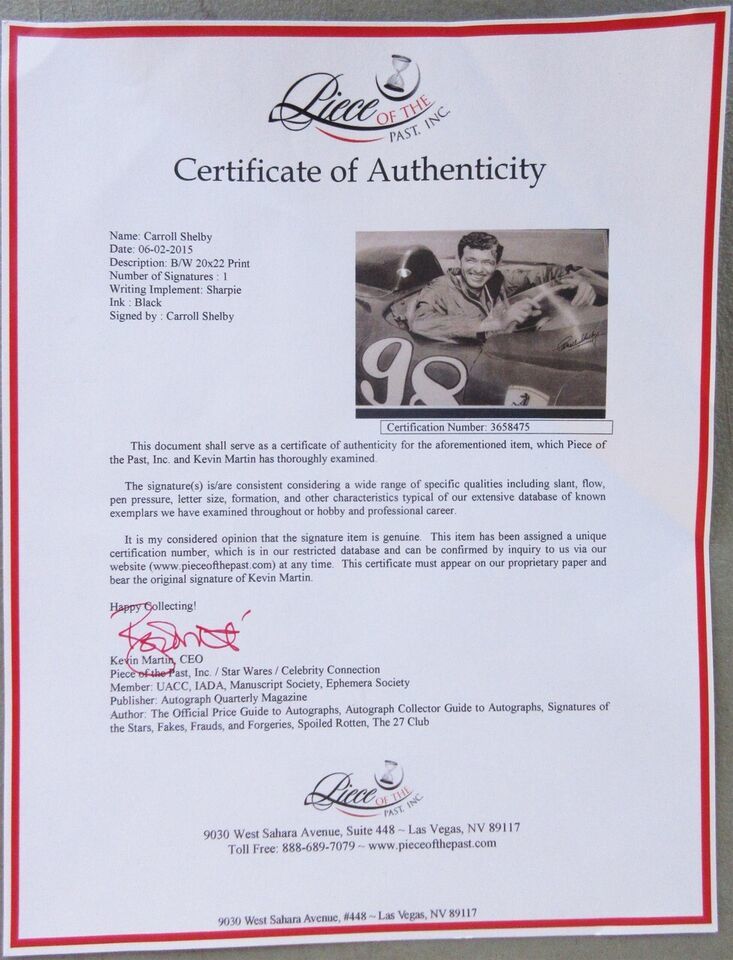 Piece OF THE PAST, INC.
Certificate of Authenticity
Name: Carroll Shelby
Date: 06-02-2015
Description: B/W 20x22 Print
Number of Signatures : 1
Writing Implement: Sharpie
Ink : Black
Signed by : Carroll Shelby
98
Carroll Shelby
Certification Number: 3658475
This document shall serve as a certificate of authenticity for the aforementioned item, which Piece of
the Past, Inc. and Kevin Martin has thoroughly examined.
The signature(s) is/are consistent considering a wide range of specific qualities including slant, flow,
pen pressure, letter size, formation, and other characteristics typical of our extensive database of known
exemplars we have examined throughout or hobby and professional career.
It is my considered opinion that the signature item is genuine. This item has been assigned a unique
certification number, which is in our restricted database and can be confirmed by inquiry to us via our
website (www.pieceofthepast.com) at any time. This certificate must appear on our proprietary paper and
bear the original signature of Kevin Martin.
Happy Collecting!
Kevin Martin, CEO
Piece of the Past, Inc. / Star Wares / Celebrity Connection
Member: UACC, IADA, Manuscript Society, Ephemera Society
Publisher: Autograph Quarterly Magazine
Author: The Official Price Guide to Autographs, Autograph Collector Guide to Autographs, Signatures of
the Stars, Fakes, Frauds, and Forgeries, Spoiled Rotten, The 27 Club
Piece OF THE PAST, INC.
9030 West Sahara Avenue, Suite 448 ~ Las Vegas, NV 89117
Toll Free: 888-689-7079 ~ www.pieceofthepast.com
9030 West Sahara Avenue, #448 ~ Las Vegas, NV 89117